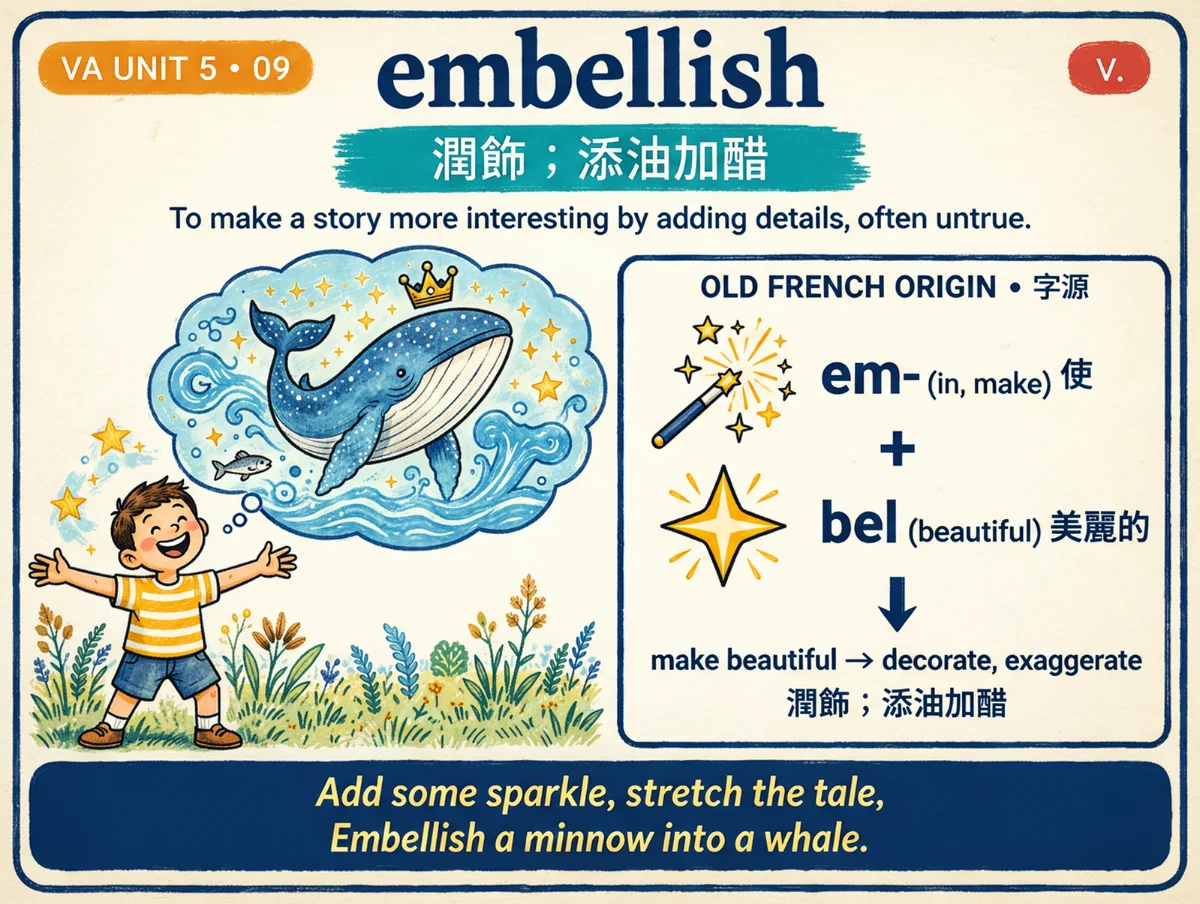 VA UNIT 5 • 09
embellish
V.
潤飾；添油加醋
To make a story more interesting by adding details, often untrue.
OLD FRENCH ORIGIN • 字源
em- (in, make) 使
+
bel (beautiful) 美麗的
make beautiful → decorate, exaggerate
潤飾；添油加醋
Add some sparkle, stretch the tale,
Embellish a minnow into a whale.